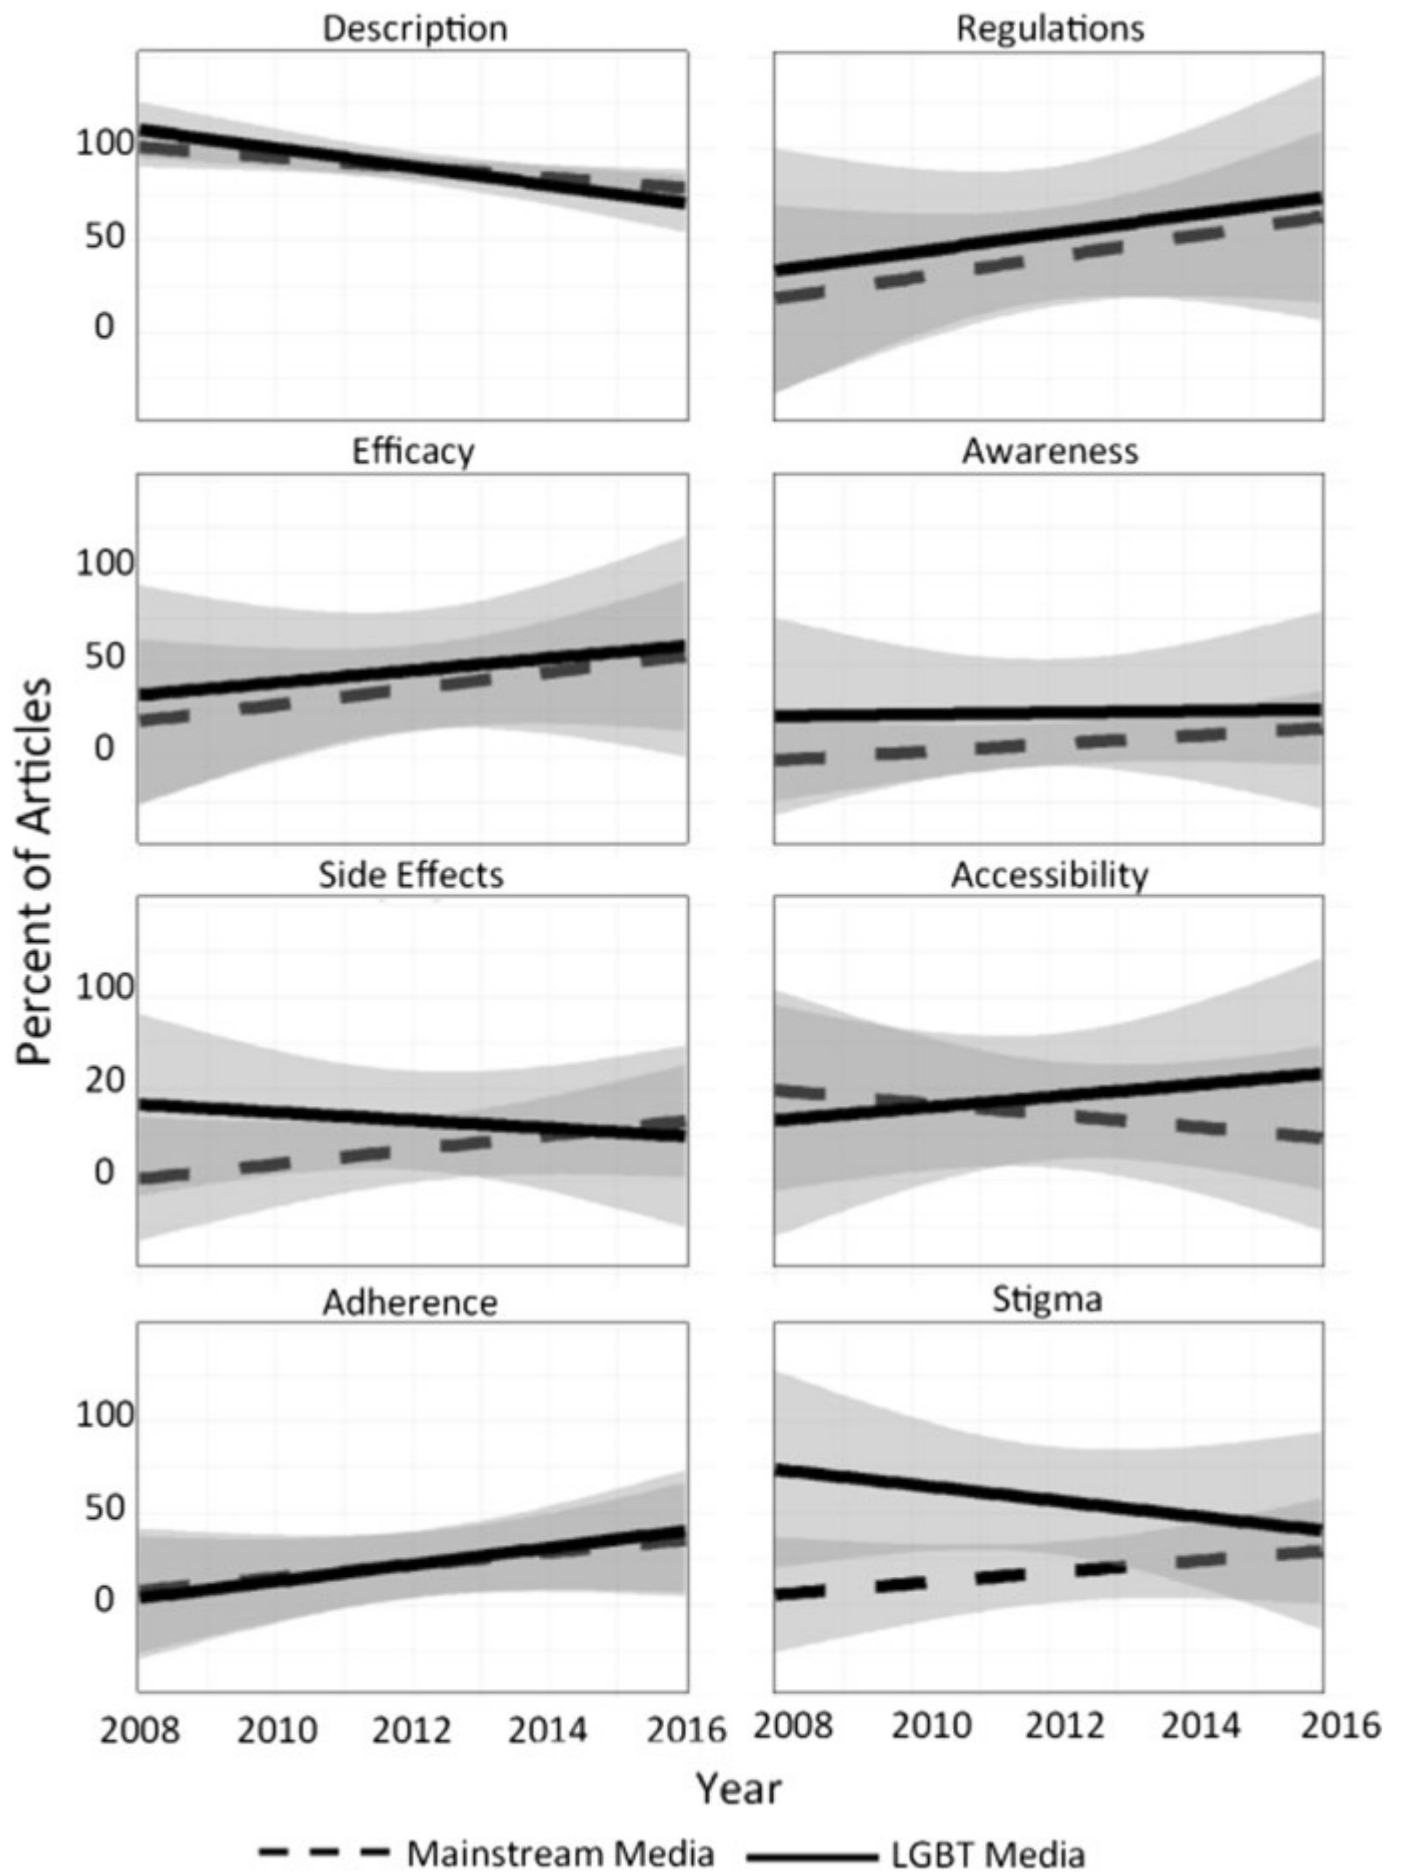 Description
Regulations
100
50
0
Efficacy
Awareness
100
50
0
Side Effects
Accessibility
100
20
0
Adherence
Stigma
100
50
0
Percent of Articles
2008 2010 2012 2014 2016
2008 2010 2012 2014 2016
Year
Mainstream Media LGBT Media